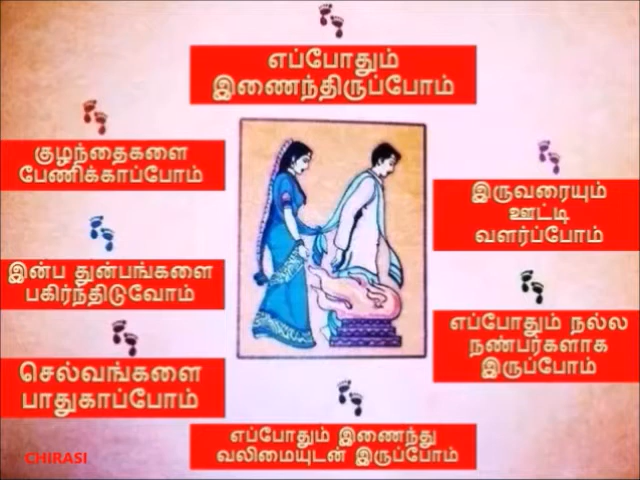 எப்போதும்
இணைந்திருப்போம்
குழந்தைகளை
பேணிக்காப்போம்
இருவரையும்
ஊட்டி
வளர்ப்போம்
இன்ப துன்பங்களை
பகிர்ந்திடுவோம்
எப்போதும் நல்ல
நண்பர்களாக
இருப்போம்
செல்வங்களை
பாதுகாப்போம்
எப்போதும் இணைந்து
வலிமையுடன் இருப்போம்
CHIRASI